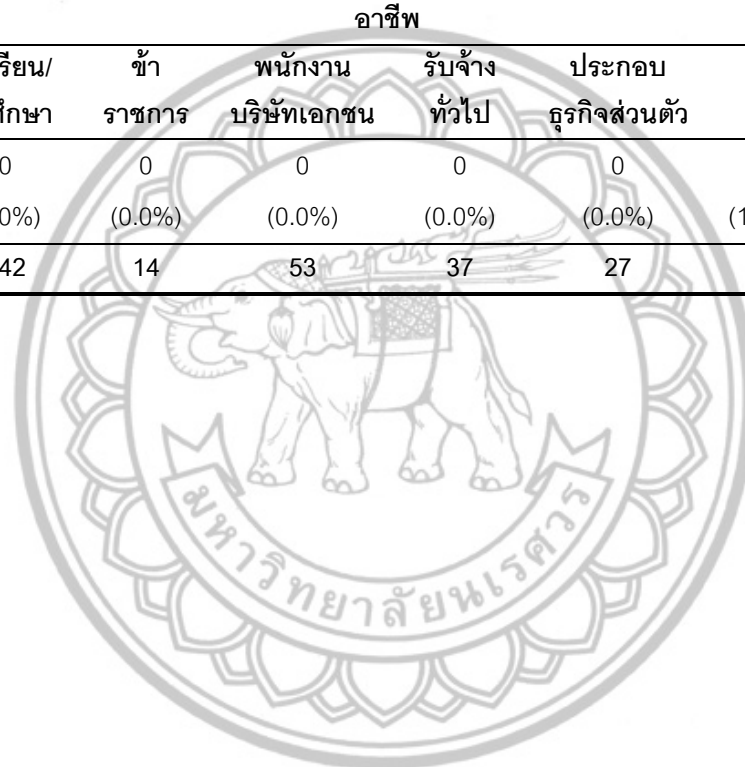 อาชีพ
รียน/ ข้า พนักงาน รับจ้าง ประกอบ
ศึกษา ราชการ บริษัทเอกชน ทั่วไป ธุรกิจส่วนตัว
0 0 0 0 0
0%) (0.0%) (0.0%) (0.0%) (0.0%) (1
42 14 53 37 27
มหาวิทยาลัยนเรศวร